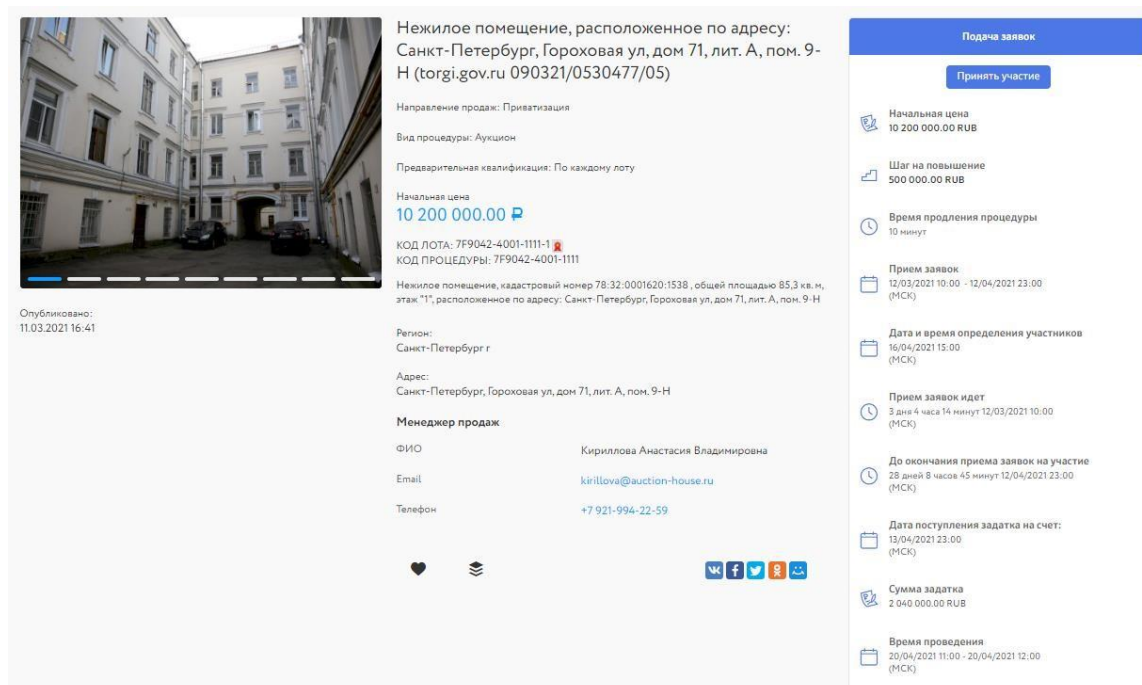 Нежилое помещение, расположенное по адресу:
Санкт-Петербург, Гороховая ул, дом 71, лит. А, пом. 9-
Н (torgi.gov.ru 090321/0530477/05)
Направление продаж: Приватизация
Вид процедуры: Аукцион
Предварительная квалификация: По каждому лоту
Начальная цена
10 200 000.00 ₽
КОД ЛОТА: 7F9042-4001-1111-1
КОД ПРОЦЕДУРЫ: 7F9042-4001-1111
Нежилое помещение, кадастровый номер 78:32:0001620:1538 , общей площадью 85,3 кв. м,
этаж "1", расположенное по адресу: Санкт-Петербург, Гороховая ул, дом 71, лит. А, пом. 9-Н
Регион:
Санкт-Петербург г
Адрес:
Санкт-Петербург, Гороховая ул, дом 71, лит. А, пом. 9-Н
Менеджер продаж
ФИО Кириллова Анастасия Владимировна
Email kirillova@auction-house.ru
Телефон +7 921-994-22-59
Опубликовано:
11.03.2021 16:41
Подача заявок
Принять участие
Начальная цена
10 200 000.00 RUB
Шаг на повышение
500 000.00 RUB
Время продления процедуры
10 минут
Прием заявок
12/03/2021 10:00 - 12/04/2021 23:00
(МСК)
Дата и время определения участников
16/04/2021 15:00
(МСК)
Прием заявок идет
3 дня 4 часа 14 минут 12/03/2021 10:00
(МСК)
До окончания приема заявок на участие
28 дней 8 часов 45 минут 12/04/2021 23:00
(МСК)
Дата поступления задатка на счет:
13/04/2021 23:00
(МСК)
Сумма задатка
2 040 000.00 RUB
Время проведения
20/04/2021 11:00 - 20/04/2021 12:00
(МСК)